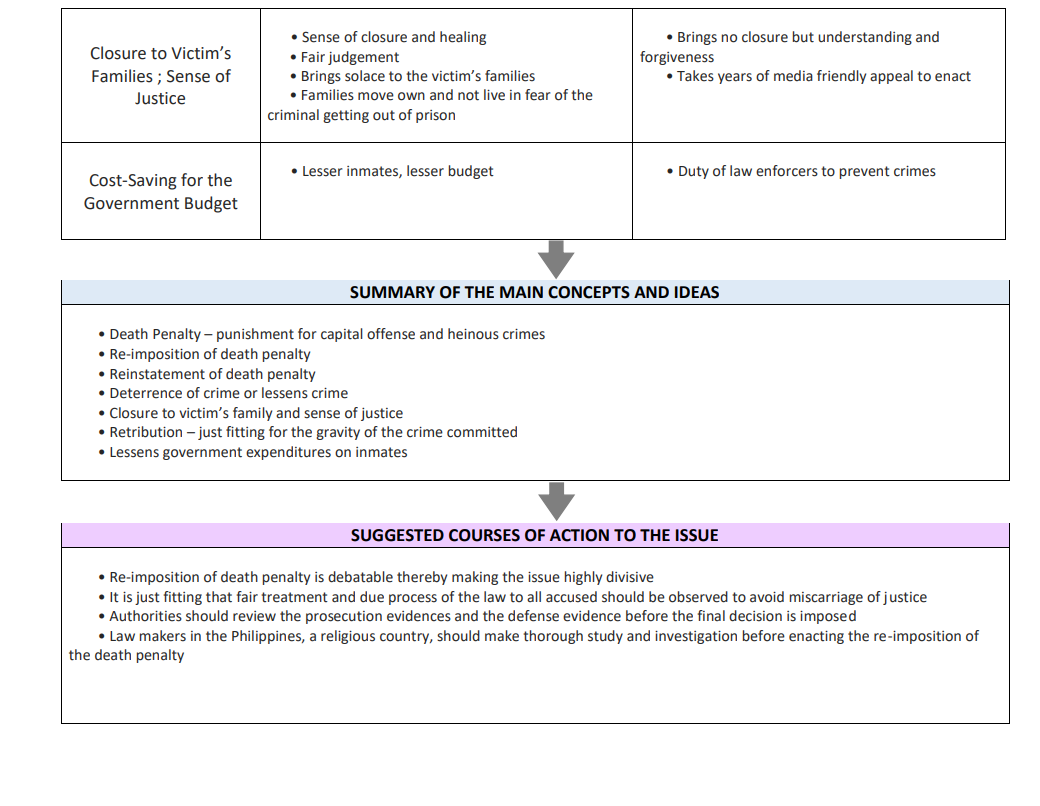 Closure to Victim's
Families ; Sense of
Justice
• Sense of closure and healing
• Fair judgement
• Brings solace to the victim's families
• Families move own and not live in fear of the
criminal getting out of prison
• Brings no closure but understanding and
forgiveness
• Takes years of media friendly appeal to enact
Cost-Saving for the
Government Budget
• Lesser inmates, lesser budget
• Duty of law enforcers to prevent crimes
SUMMARY OF THE MAIN CONCEPTS AND IDEAS
• Death Penalty – punishment for capital offense and heinous crimes
• Re-imposition of death penalty
• Reinstatement of death penalty
• Deterrence of crime or lessens crime
• Closure to victim's family and sense of justice
• Retribution – just fitting for the gravity of the crime committed
• Lessens government expenditures on inmates
SUGGESTED COURSES OF ACTION TO THE ISSUE
• Re-imposition of death penalty is debatable thereby making the issue highly divisive
• It is just fitting that fair treatment and due process of the law to all accused should be observed to avoid miscarriage of justice
• Authorities should review the prosecution evidences and the defense evidence before the final decision is imposed
• Law makers in the Philippines, a religious country, should make thorough study and investigation before enacting the re-imposition of
the death penalty